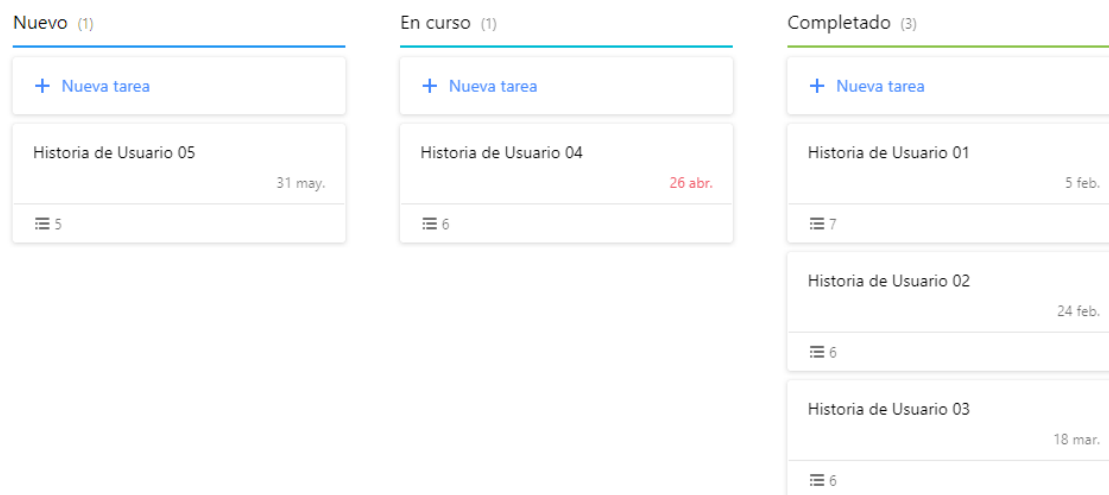 Nuevo (1)
+ Nueva tarea
Historia de Usuario 05
31 may.
5
En curso (1)
+ Nueva tarea
Historia de Usuario 04
26 abr.
6
Completado (3)
+ Nueva tarea
Historia de Usuario 01
5 feb.
7
Historia de Usuario 02
24 feb.
6
Historia de Usuario 03
18 mar.
6